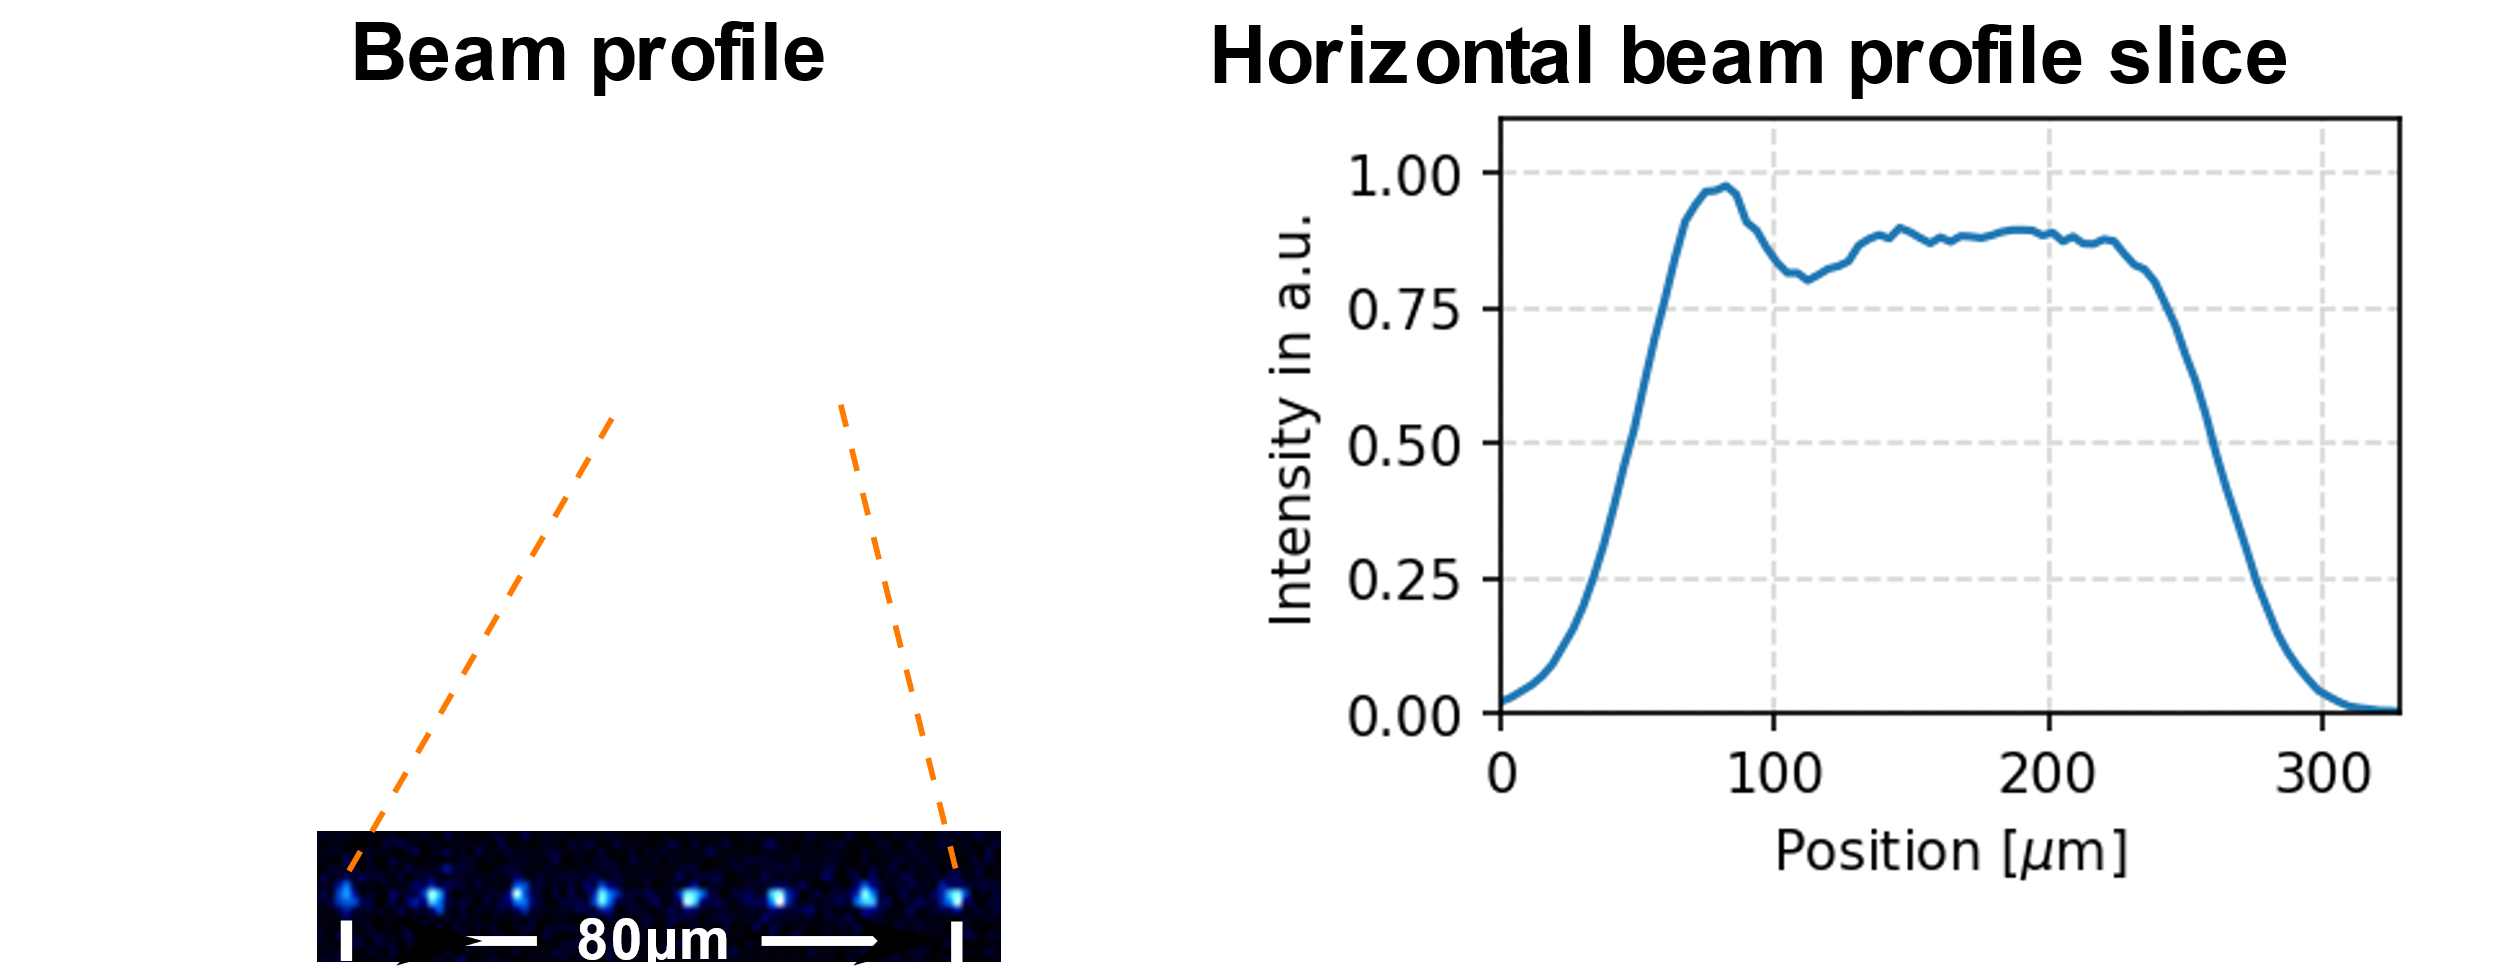 Beam profile
80µm
Horizontal beam profile slice
Intensity in a.u.
1.00
0.75
0.50
0.25
0.00
0 100 200 300
Position [µm]